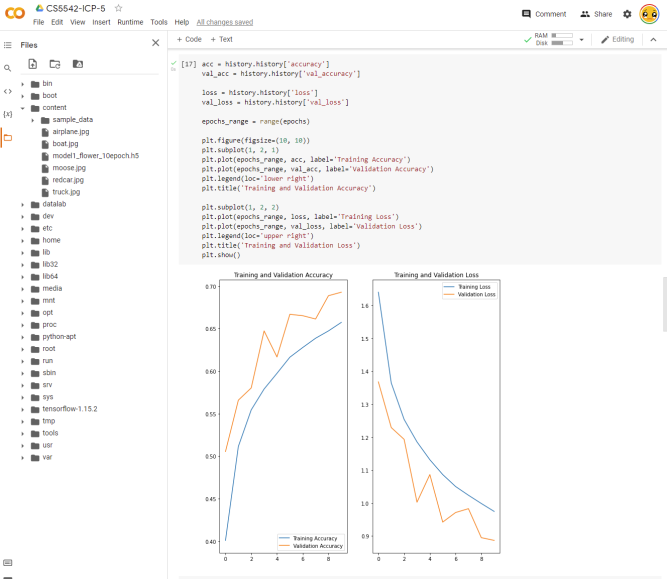 CS5542-ICP-5
File Edit View Insert Runtime Tools Help All changes saved
Comment Share
Files
+ Code + Text
RAM
Disk
Editing
bin
boot
content
sample_data
airplane.jpg
boat.jpg
model1_flower_10epoch.h5
moose.jpg
redcar.jpg
truck.jpg
datalab
dev
etc
home
lib
lib32
lib64
media
mnt
opt
proc
python-apt
root
run
sbin
srv
sys
tensorflow-1.15.2
tmp
tools
usr
var
{x}
[17] acc = history.history['accuracy']
val_acc = history.history['val_accuracy']
loss = history.history['loss']
val_loss = history.history['val_loss']
epochs_range = range(epochs)
plt.figure(figsize=(10, 10))
plt.subplot(1, 2, 1)
plt.plot(epochs_range, acc, label='Training Accuracy')
plt.plot(epochs_range, val_acc, label='Validation Accuracy')
plt.legend(loc='lower right')
plt.title('Training and Validation Accuracy')
plt.subplot(1, 2, 2)
plt.plot(epochs_range, loss, label='Training Loss')
plt.plot(epochs_range, val_loss, label='Validation Loss')
plt.legend(loc='upper right')
plt.title('Training and Validation Loss')
plt.show()
Training and Validation Accuracy
0.70
0.65
0.60
0.55
0.50
0.45
0.40
0 2 4 6 8
Training Accuracy
Validation Accuracy
Training and Validation Loss
Training Loss
Validation Loss
1.6
1.5
1.4
1.3
1.2
1.1
1.0
0.9
0 2 4 6 8